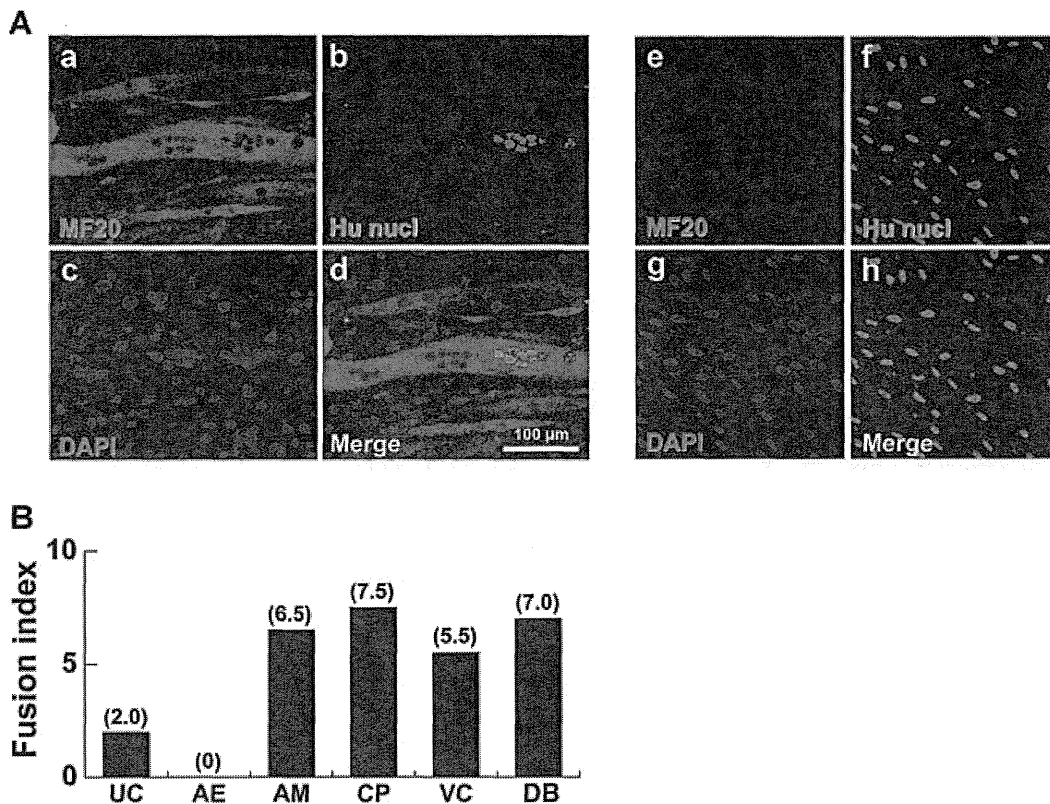 A
a
b
e
f
MF20
Hu nucl
MF20
Hu nucl
c
d
g
h
DAPI
Merge
100 µm
DAPI
Merge
B
Fusion index
10
5
0
(2.0)
(0)
(6.5)
(7.5)
(5.5)
(7.0)
UC AE AM CP VC DB